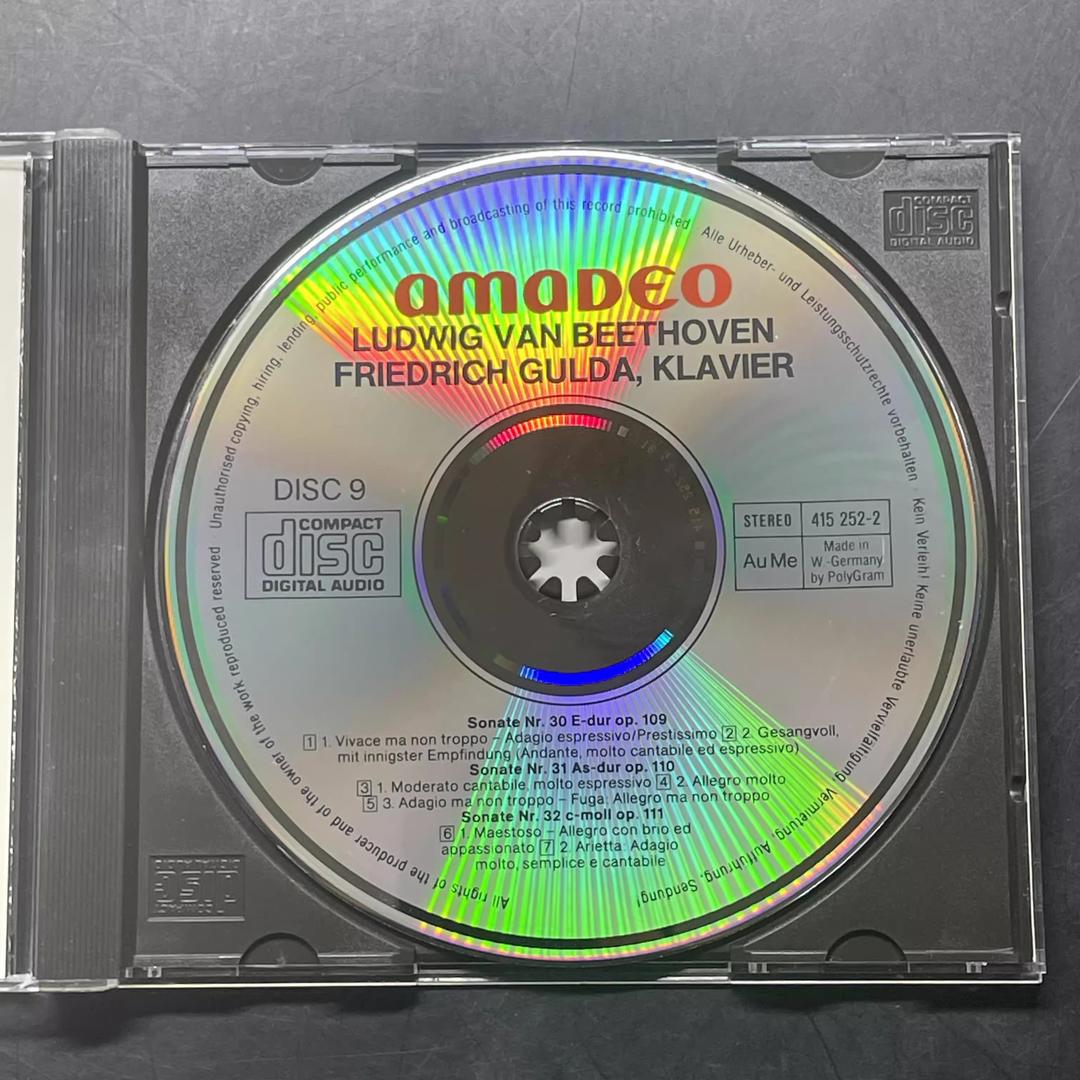 All rights of the producer and of the owner of the work reproduced reserved · Unauthorised copying, hiring, lending, public performance and broadcasting of this record prohibited
Alle Urheber- und Leistungsschutzrechte vorbehalten · Kein Verleih! Keine unerlaubte Vervielfältigung, Vermietung, Aufführung, Sendung!
amadeo
LUDWIG VAN BEETHOVEN
FRIEDRICH GULDA, KLAVIER
DISC 9
COMPACT
disc
DIGITAL AUDIO
STEREO 415 252-2
AuMe
Made in
W.-Germany
by PolyGram
Sonate Nr. 30 E-dur op. 109
1 1. Vivace ma non troppo – Adagio espressivo/Prestissimo 2 2. Gesangvoll,
mit innigster Empfindung (Andante, molto cantabile ed espressivo)
Sonate Nr. 31 As-dur op. 110
3 1. Moderato cantabile, molto espressivo 4 2. Allegro molto
5 3. Adagio ma non troppo – Fuga: Allegro ma non troppo
Sonate Nr. 32 c-moll op. 111
6 1. Maestoso – Allegro con brio ed
appassionato 7 2. Arietta: Adagio
molto, semplice e cantabile
COMPACT
disc
DIGITAL AUDIO
COMPACT
disc
DIGITAL AUDIO